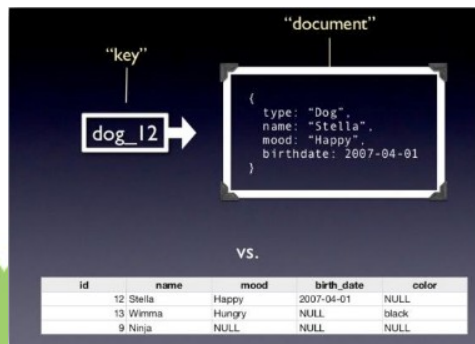 “document”
“key”
dog_12
{
type: “Dog”,
name: “Stella”,
mood: “Happy”,
birthdate: 2007-04-01
}
vs.
id name mood birth_date color
12 Stella Happy 2007-04-01 NULL
13 Wimma Hungry NULL black
9 Ninja NULL NULL NULL